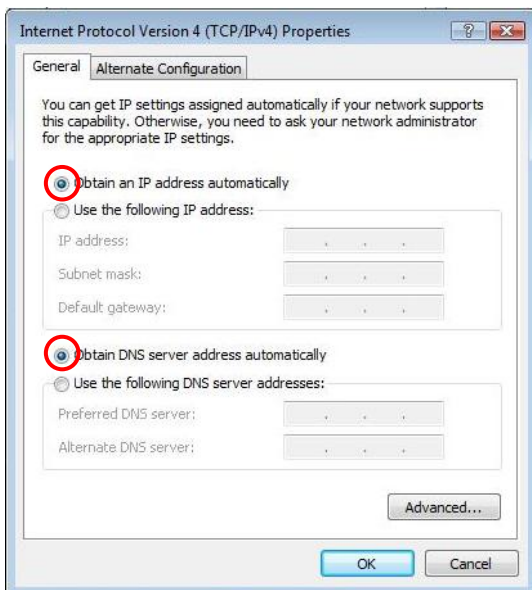 Internet Protocol Version 4 (TCP/IPv4) Properties
General
Alternate Configuration
You can get IP settings assigned automatically if your network supports
this capability. Otherwise, you need to ask your network administrator
for the appropriate IP settings.
Obtain an IP address automatically
Use the following IP address:
IP address:
Subnet mask:
Default gateway:
Obtain DNS server address automatically
Use the following DNS server addresses:
Preferred DNS server:
Alternate DNS server:
Advanced...
OK
Cancel